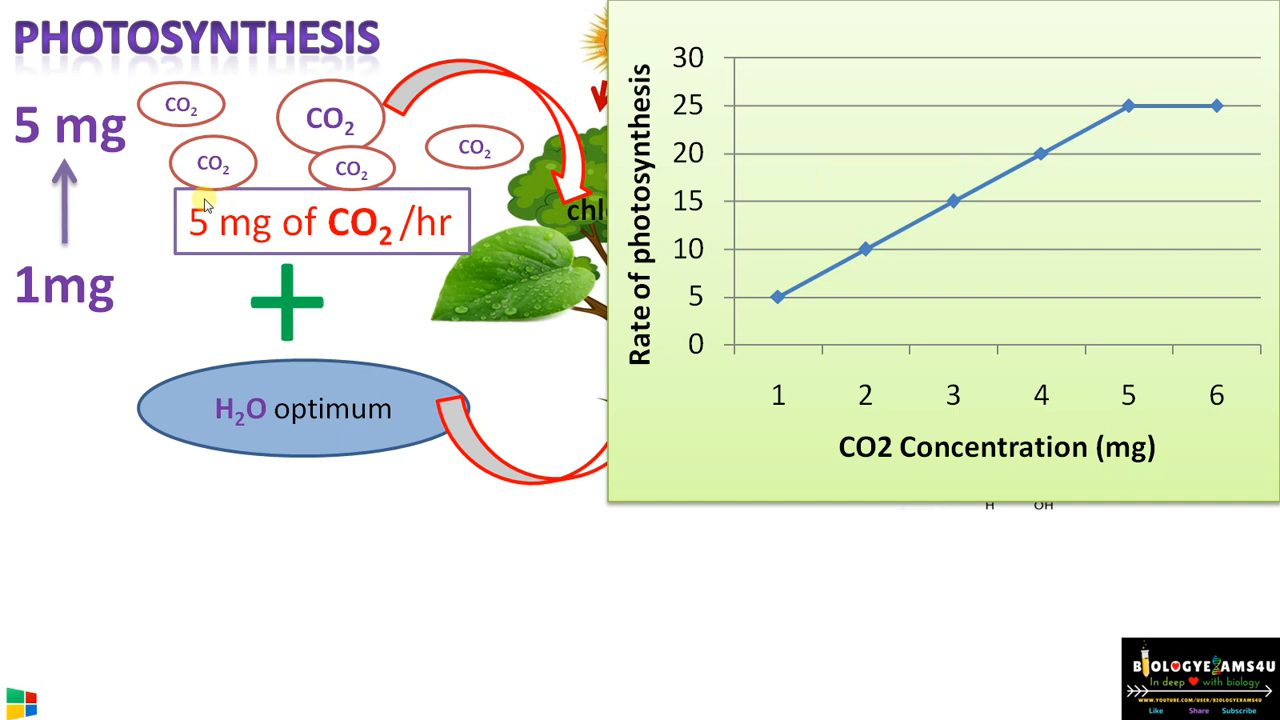 PHOTOSYNTHESIS
5 mg
1mg
CO₂
CO₂
CO₂
CO₂
CO₂
5 mg of CO₂ /hr
H₂O optimum
chl
Rate of photosynthesis
30
25
20
15
10
5
0
1 2 3 4 5 6
CO2 Concentration (mg)
H OH
BIOLOGYEXAMS4U
In deep ❤ with biology
WWW.YOUTUBE.COM/USER/BIOLOGYEXAMS4U
Like Share Subscribe